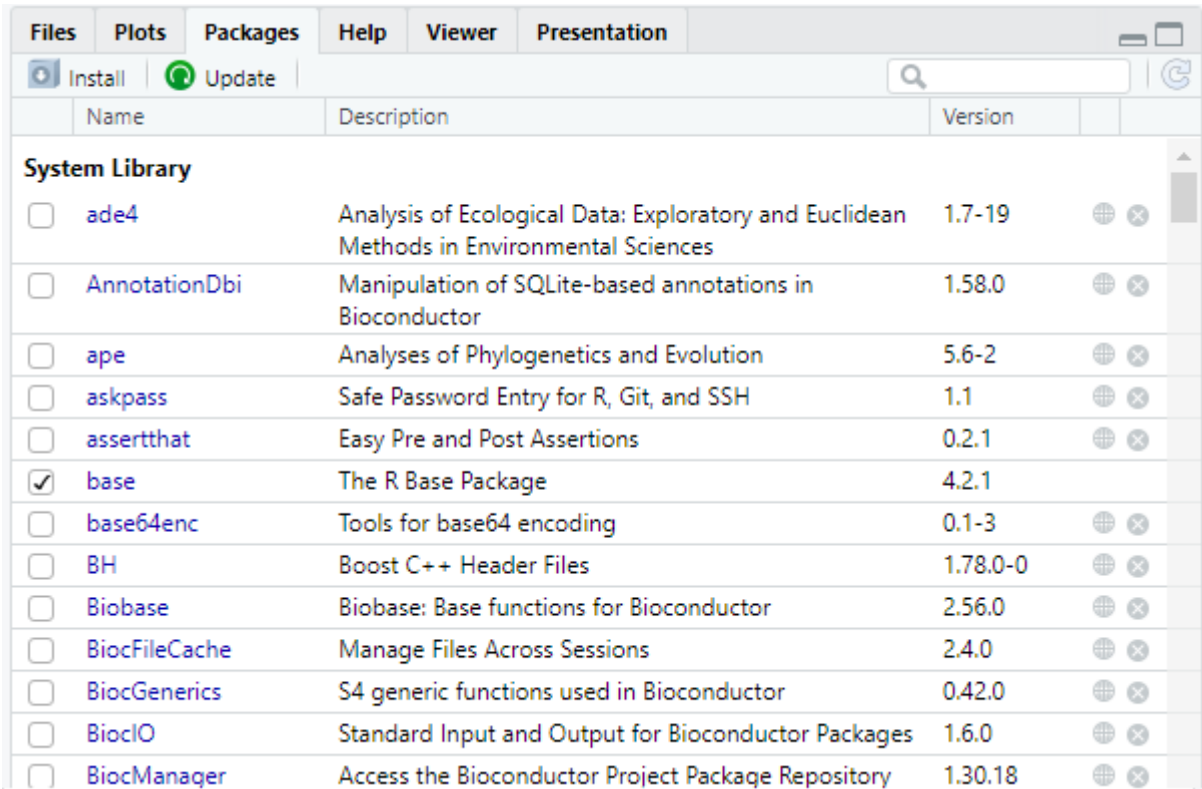 Files Plots Packages Help Viewer Presentation
Install Update
Name Description Version
System Library
ade4 Analysis of Ecological Data: Exploratory and Euclidean 1.7-19
Methods in Environmental Sciences
AnnotationDbi Manipulation of SQLite-based annotations in 1.58.0
Bioconductor
ape Analyses of Phylogenetics and Evolution 5.6-2
askpass Safe Password Entry for R, Git, and SSH 1.1
assertthat Easy Pre and Post Assertions 0.2.1
base The R Base Package 4.2.1
base64enc Tools for base64 encoding 0.1-3
BH Boost C++ Header Files 1.78.0-0
Biobase Biobase: Base functions for Bioconductor 2.56.0
BiocFileCache Manage Files Across Sessions 2.4.0
BiocGenerics S4 generic functions used in Bioconductor 0.42.0
BiocIO Standard Input and Output for Bioconductor Packages 1.6.0
BiocManager Access the Bioconductor Project Package Repository 1.30.18